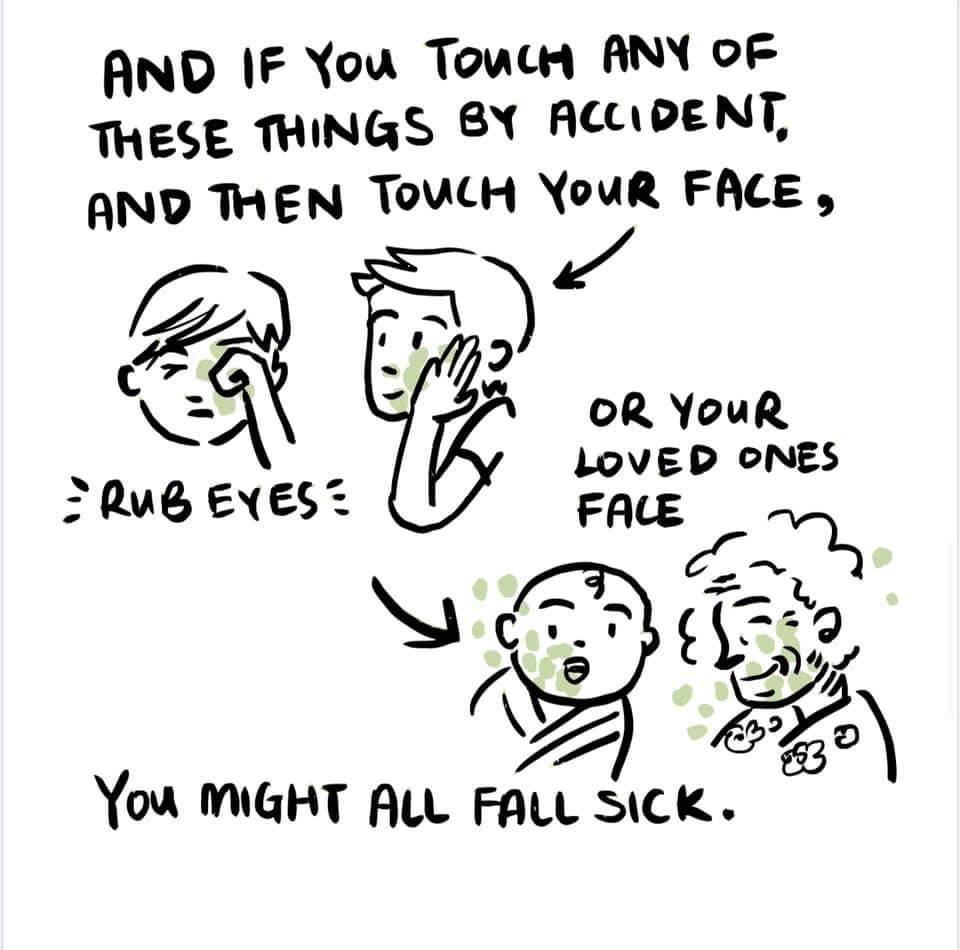 AND IF YOU TOUCH ANY OF
THESE THINGS BY ACCIDENT,
AND THEN TOUCH YOUR FACE,
RUB EYES
OR YOUR
LOVED ONES
FACE
YOU MIGHT ALL FALL SICK.